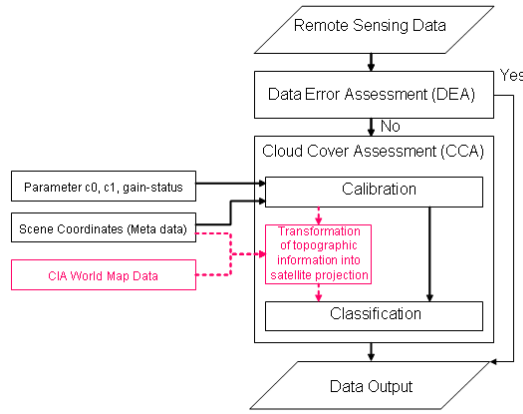 Remote Sensing Data
Yes
Data Error Assessment (DEA)
No
Cloud Cover Assessment (CCA)
Parameter c0, c1, gain-status
Calibration
Scene Coordinates (Meta data)
Transformation
of topographic
information into
satellite projection
CIA World Map Data
Classification
Data Output